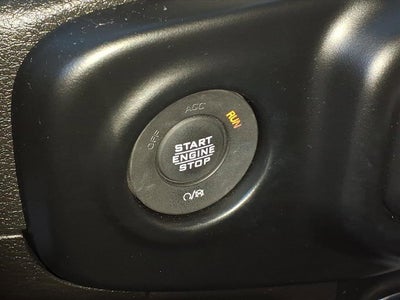 ACC
OFF
RUN
START
ENGINE
STOP